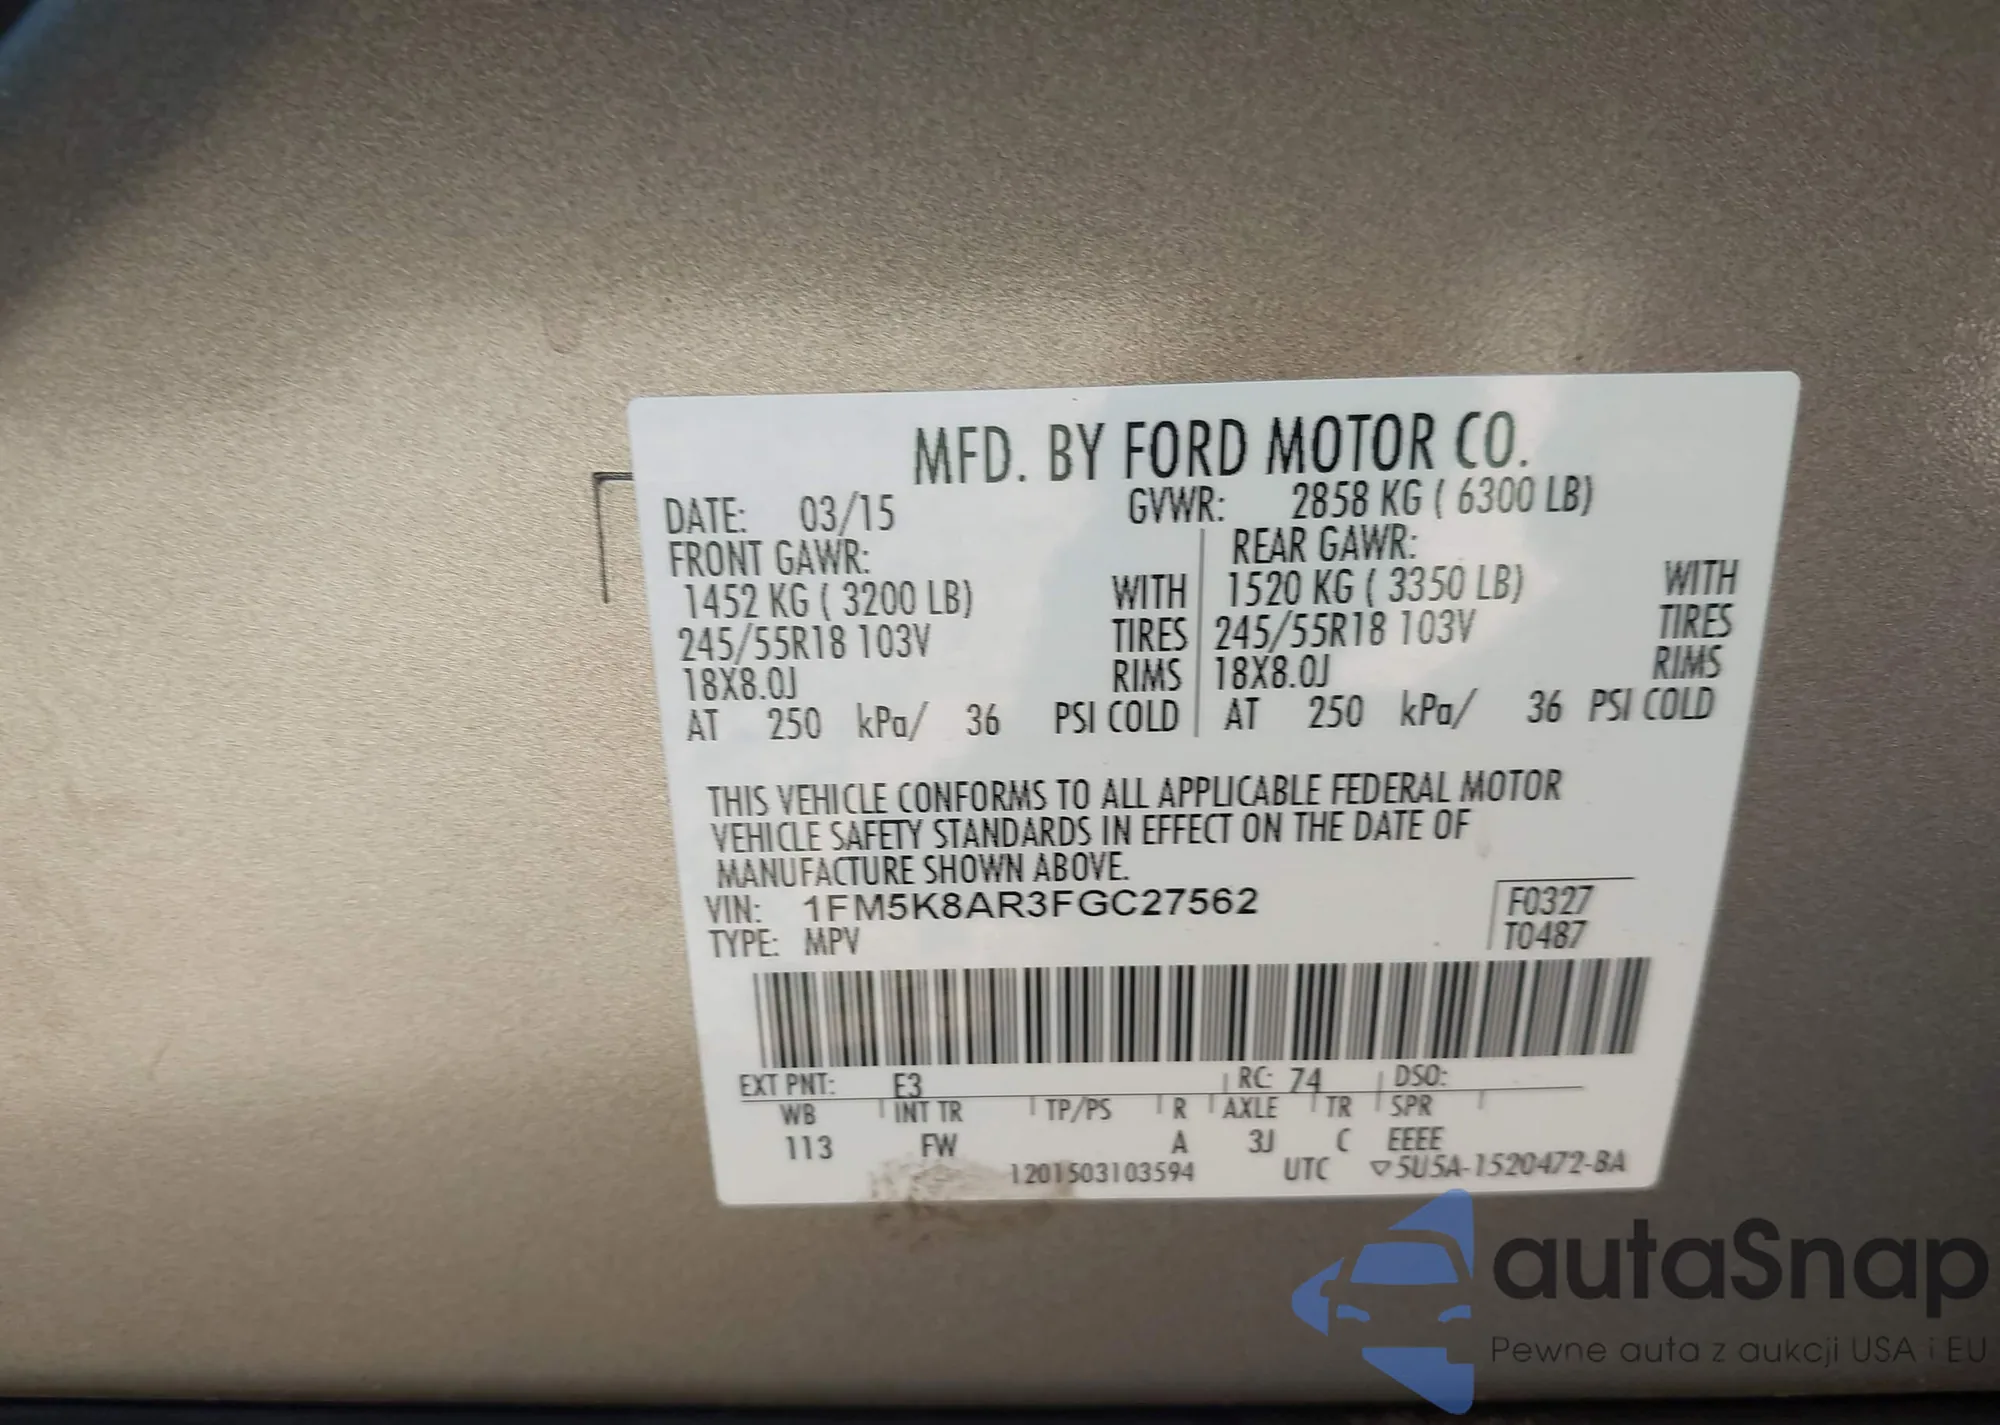 MFD. BY FORD MOTOR CO.
DATE: 03/15 GVWR: 2858 KG ( 6300 LB)
FRONT GAWR: REAR GAWR:
1452 KG ( 3200 LB) WITH 1520 KG ( 3350 LB) WITH
245/55R18 103V TIRES 245/55R18 103V TIRES
18X8.0J RIMS 18X8.0J RIMS
AT 250 kPa/ 36 PSI COLD AT 250 kPa/ 36 PSI COLD
THIS VEHICLE CONFORMS TO ALL APPLICABLE FEDERAL MOTOR
VEHICLE SAFETY STANDARDS IN EFFECT ON THE DATE OF
MANUFACTURE SHOWN ABOVE.
VIN: 1FM5K8AR3FGC27562 F0327
TYPE: MPV T0487
EXT PNT: E3 RC: 74 DSO:
WB INT TR TP/PS R AXLE TR SPR
113 FW A 3J C EEEE
1201503103594 UTC ▽5U5A-1520472-BA
autaSnap
Pewne auta z aukcji USA i EU